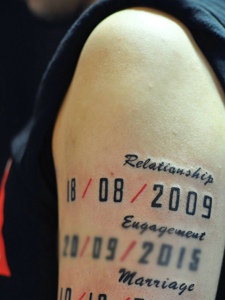 Relationship
18 / 08 / 2009
Engagement
20/09/2015
Marriage